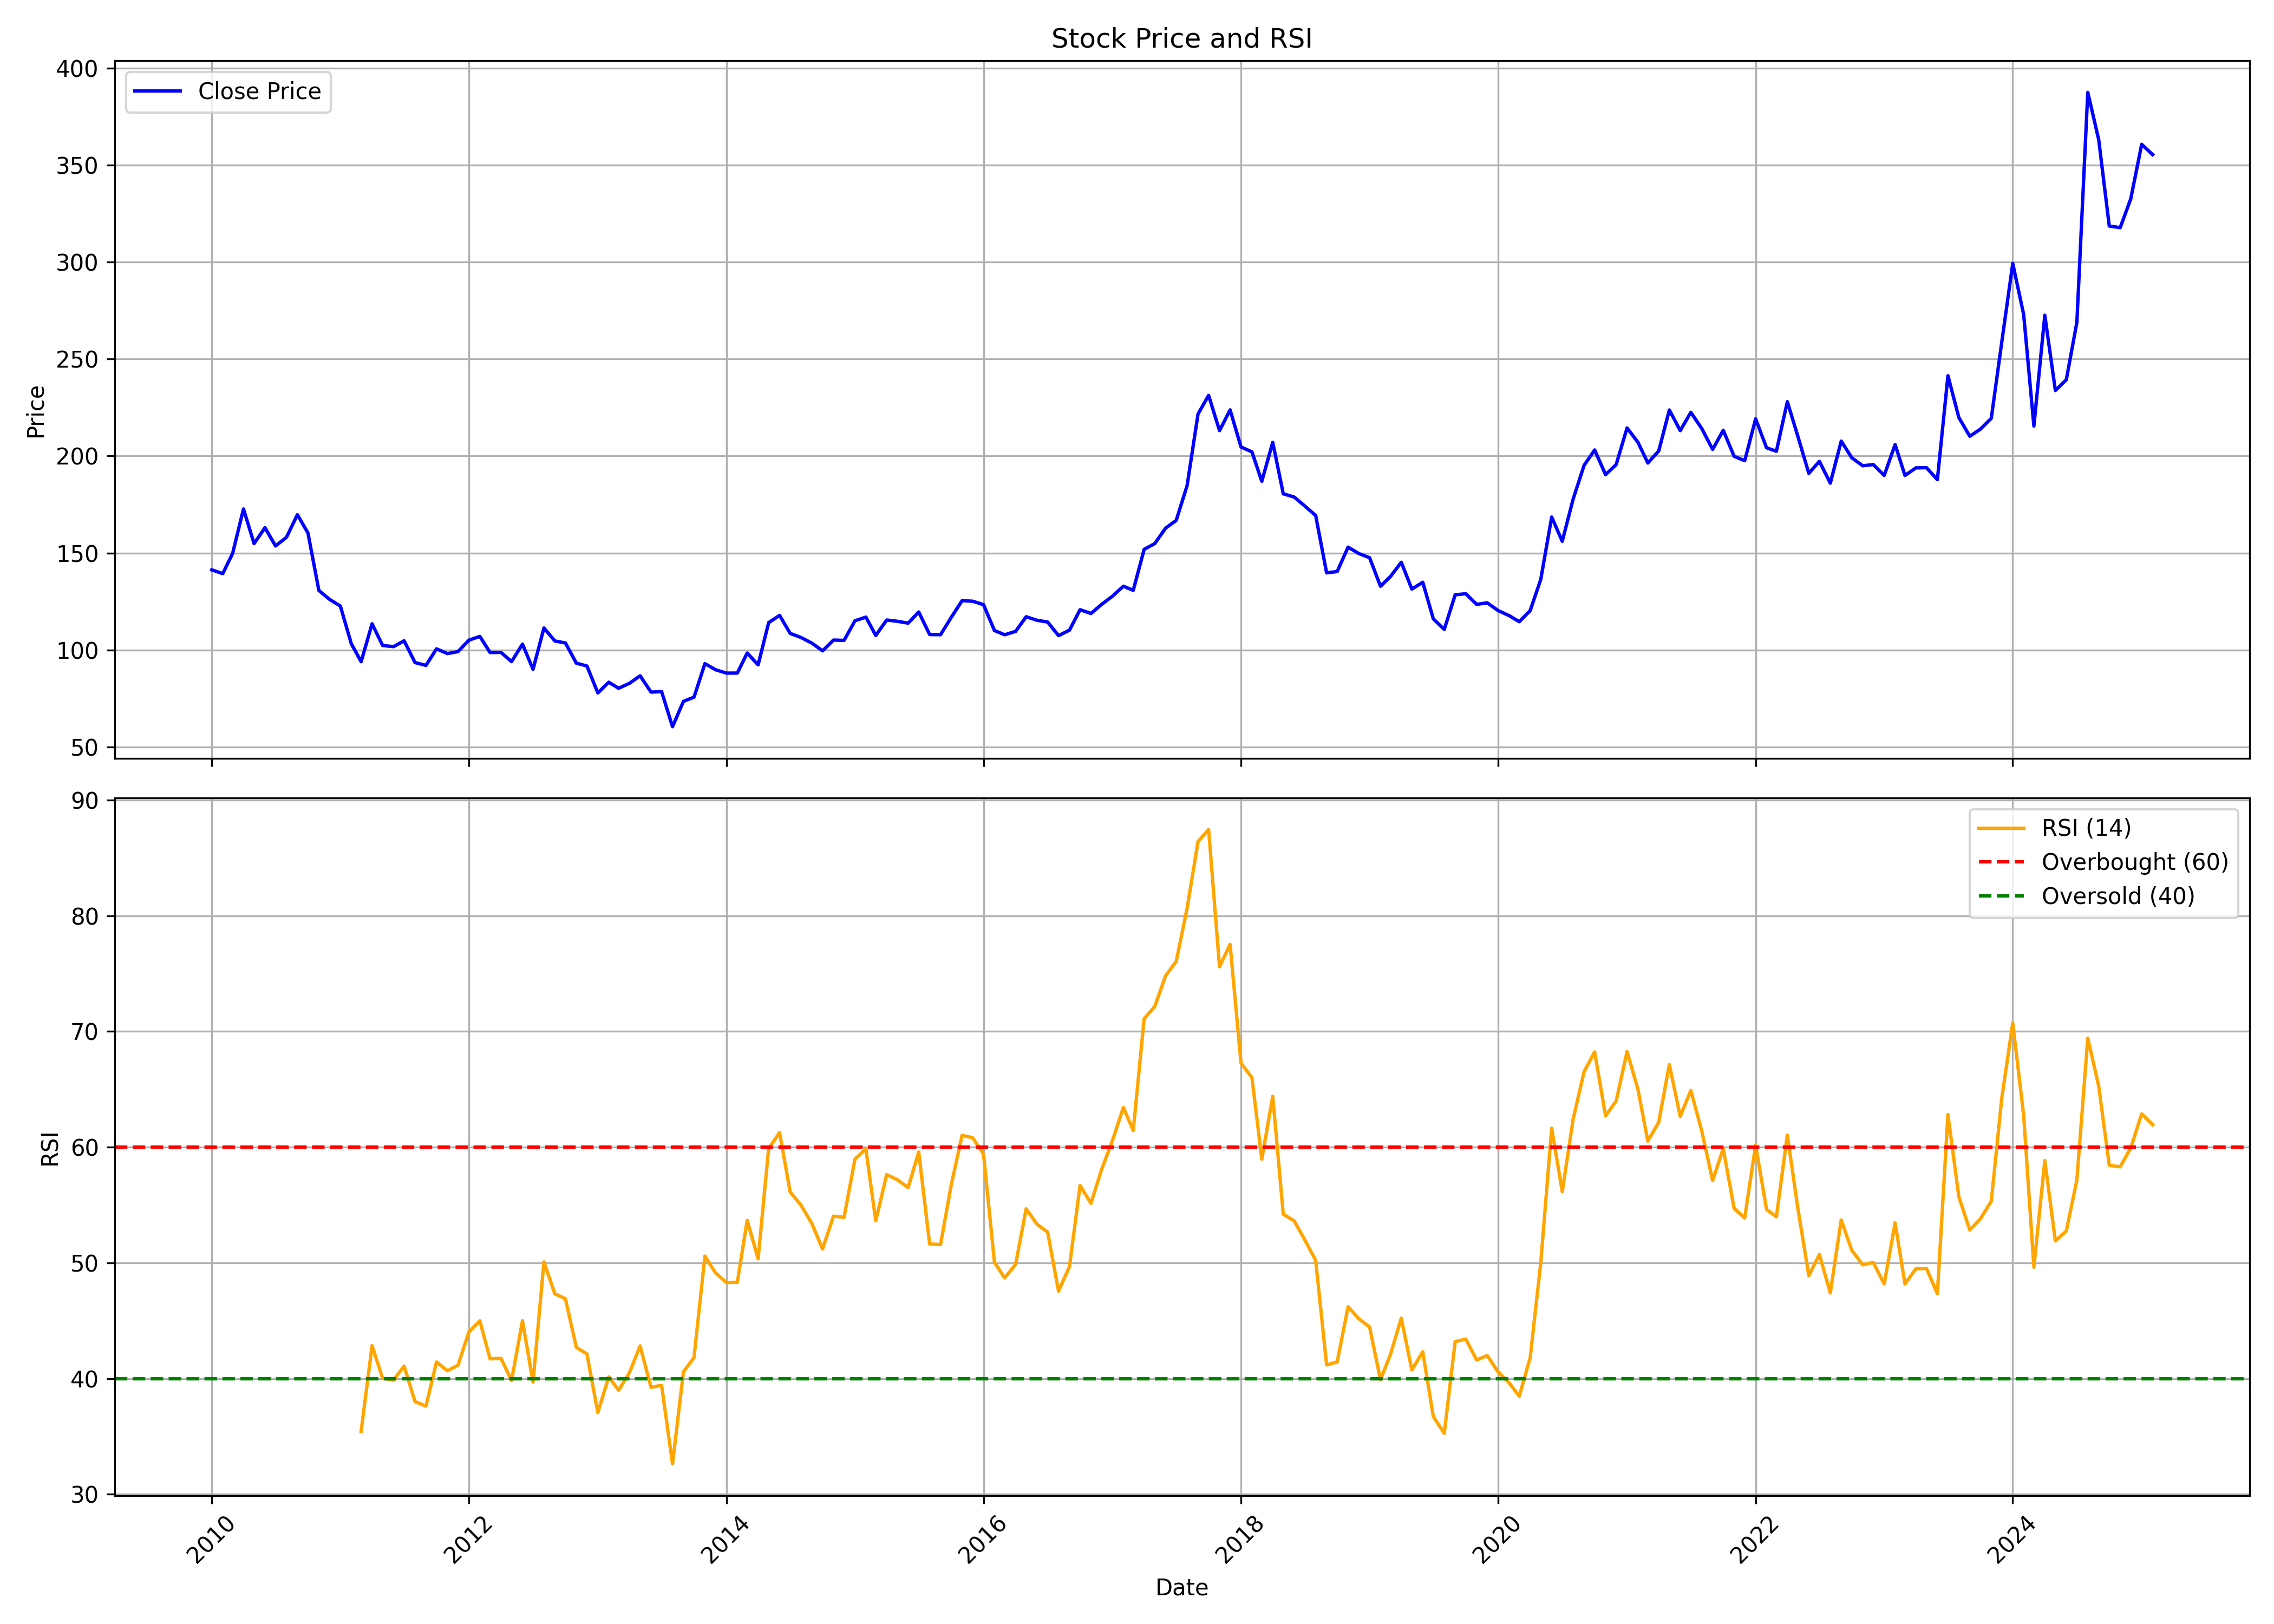 Stock Price and RSI
400
350
300
250
200
150
100
50
Price
Close Price
90
80
70
60
50
40
30
RSI
RSI (14)
Overbought (60)
Oversold (40)
2010
2012
2014
2016
2018
2020
2022
2024
Date